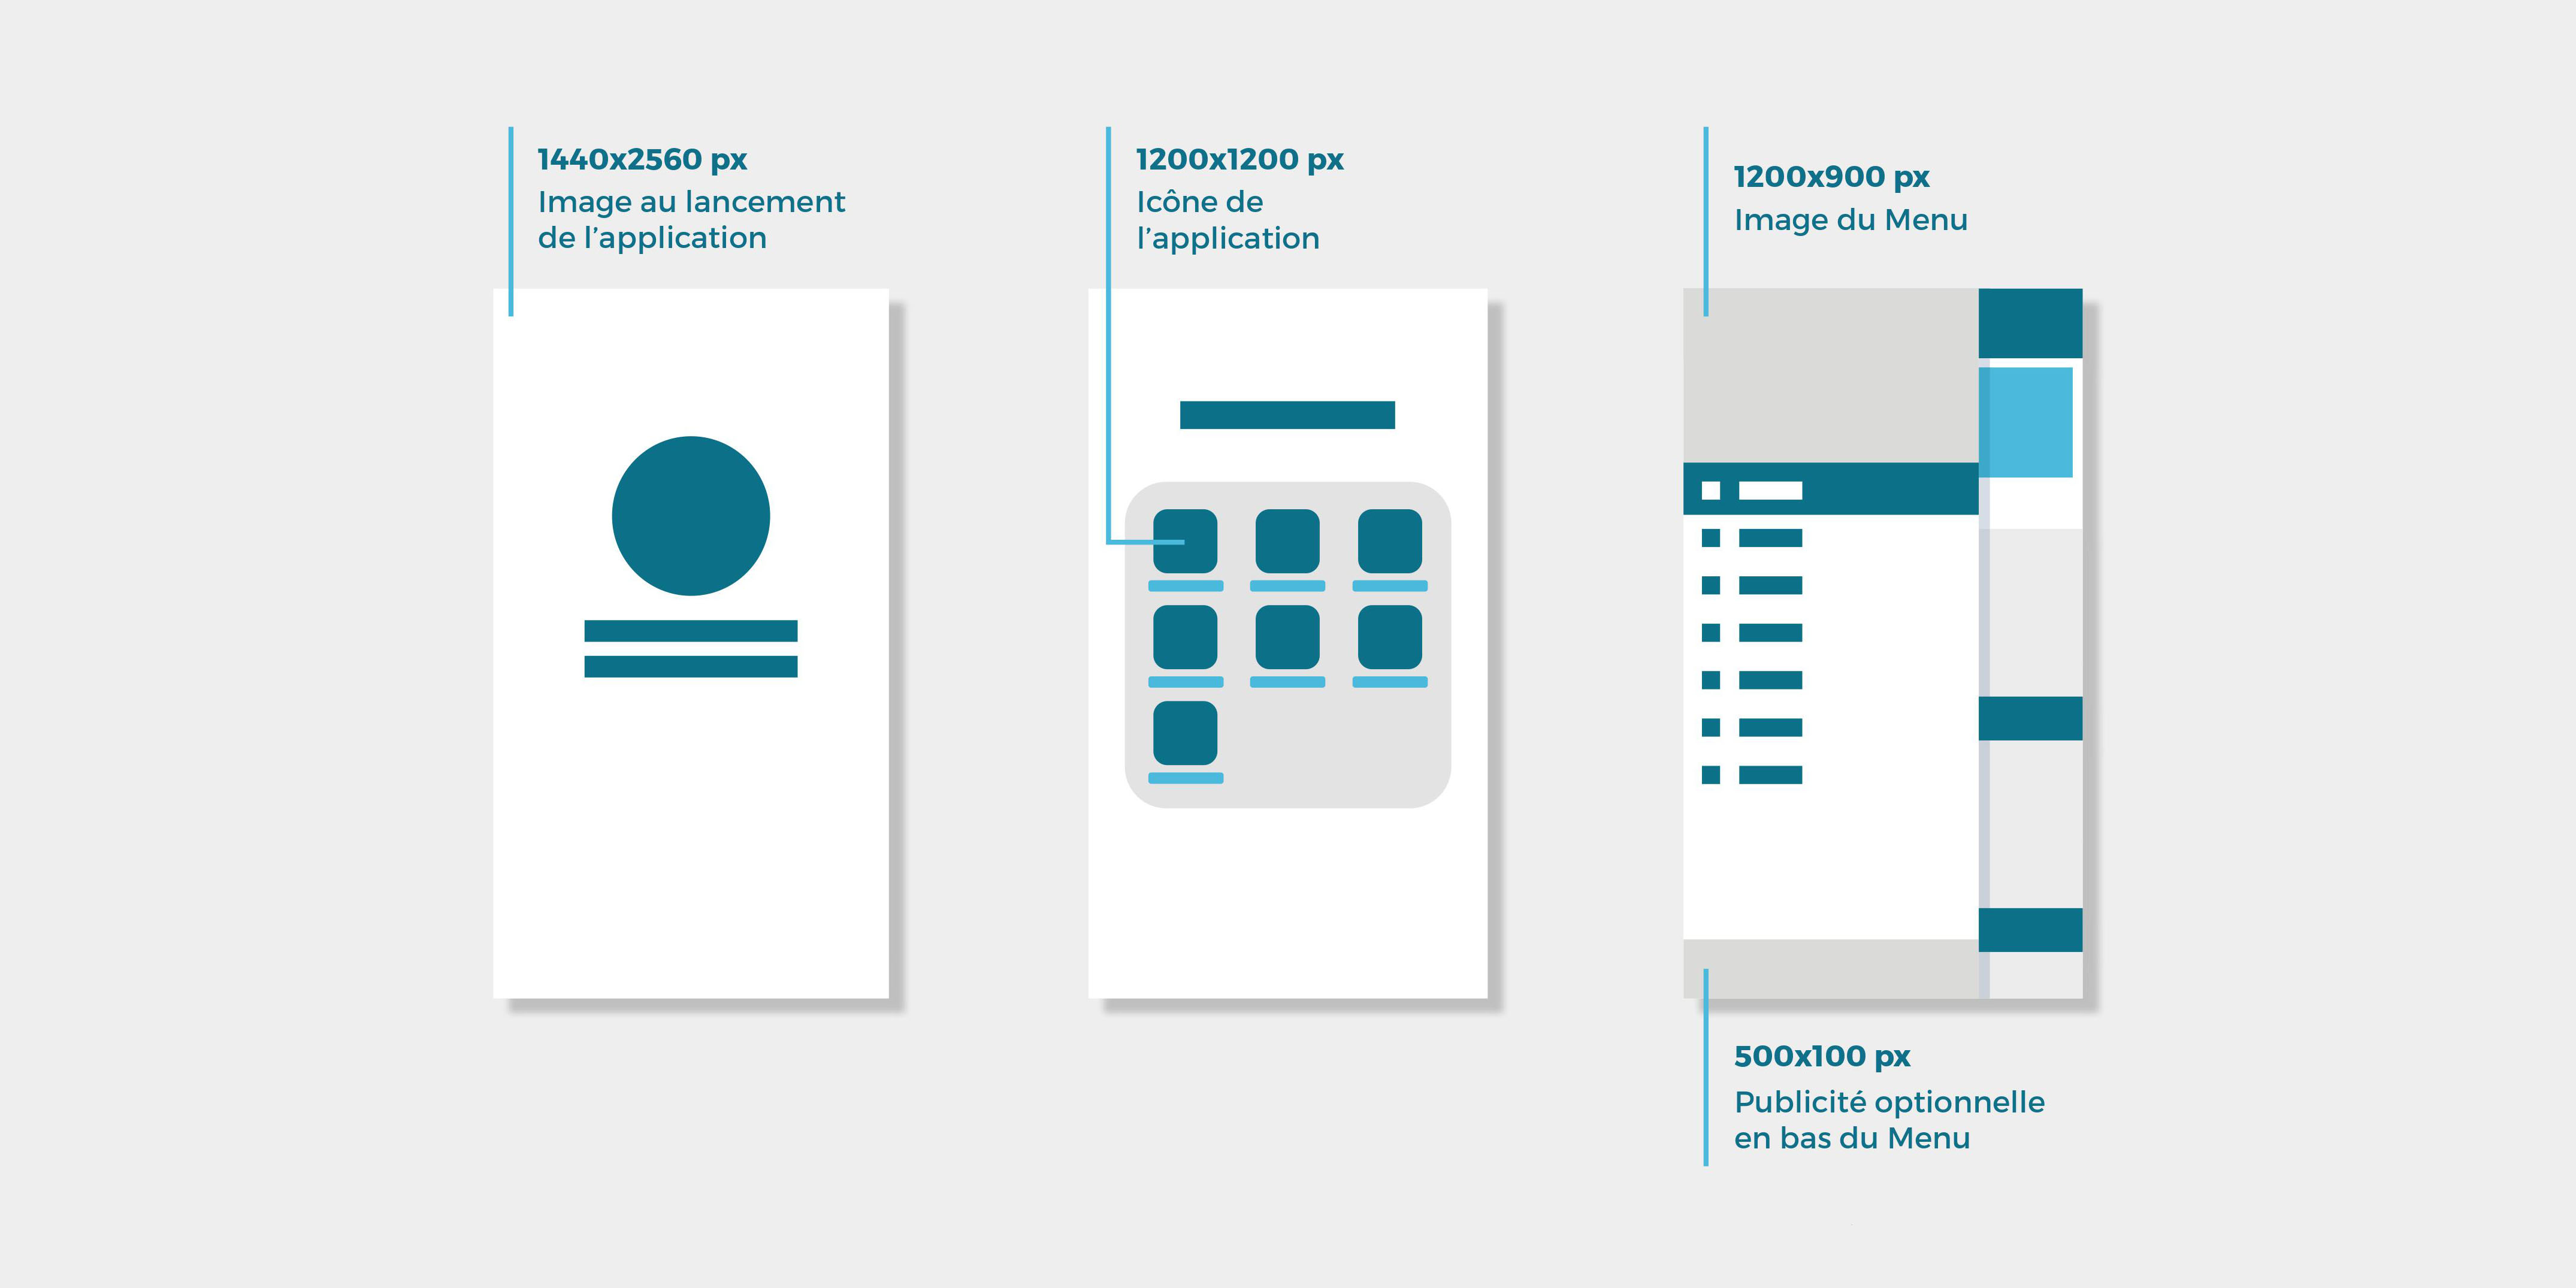 1440x2560 px
Image au lancement
de l’application
1200x1200 px
Icône de
l’application
1200x900 px
Image du Menu
500x100 px
Publicité optionnelle
en bas du Menu